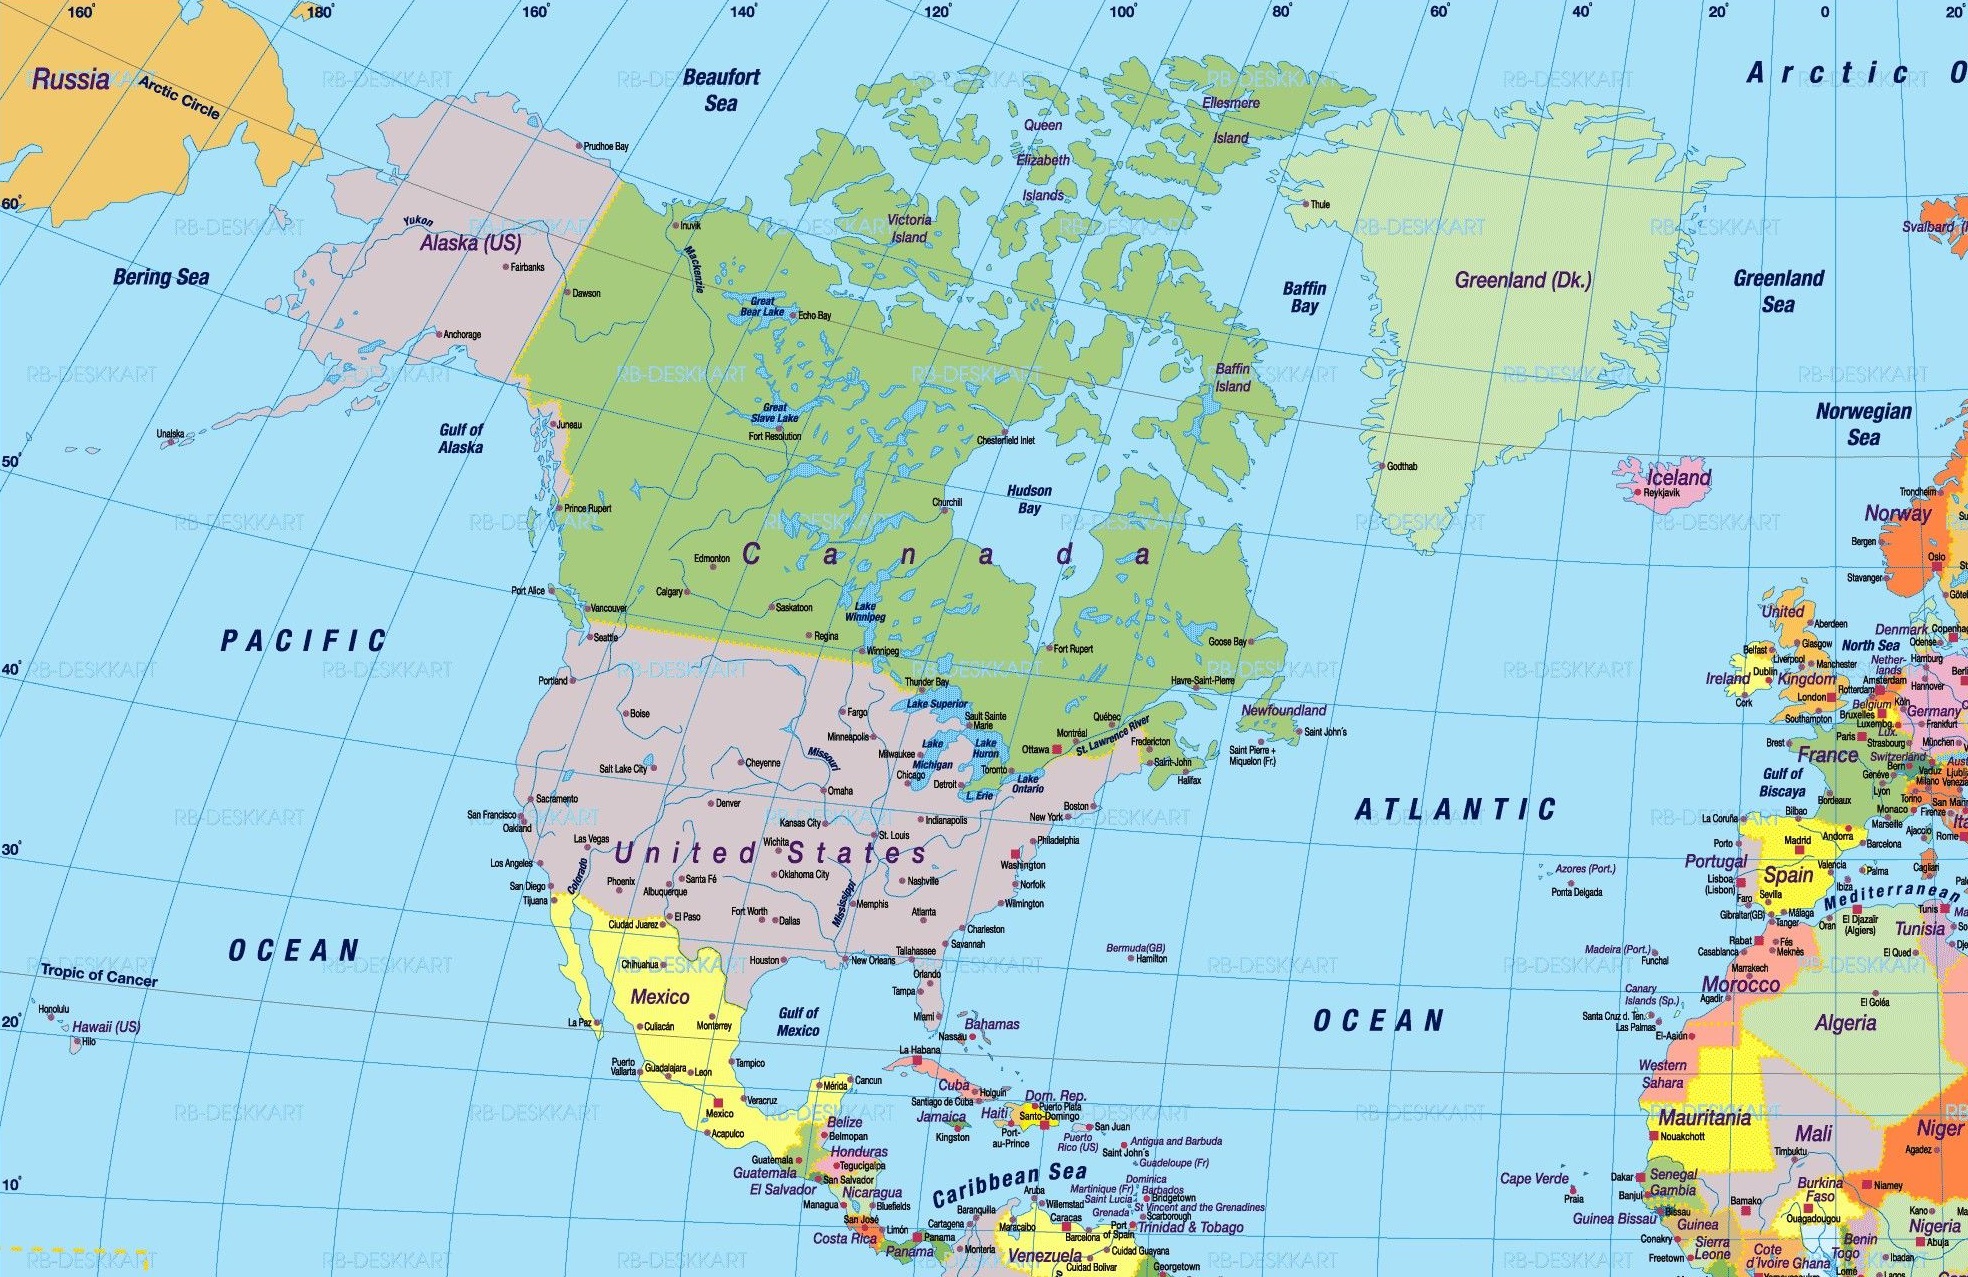 160°
180°
160°
140°
120°
100°
80°
60°
40°
20°
0
20°
Russia
Arctic Circle
Beaufort
Sea
Arctic O
Ellesmere
Island
Queen
Elizabeth
Islands
Prudhoe Bay
60°
Yukon
Alaska (US)
Fairbanks
Inuvik
Mackenzie
Victoria
Island
Thule
Svalbard
Bering Sea
Dawson
Great
Bear Lake
Echo Bay
Baffin
Bay
Greenland (Dk.)
Greenland
Sea
Anchorage
Baffin
Island
Norwegian
Sea
Unalska
Gulf of
Alaska
Juneau
Great
Slave Lake
Fort Resolution
Chesterfield Inlet
50°
Godthab
Iceland
Reykjavik
Trondheim
Hudson
Bay
Churchill
Prince Rupert
Norway
Bergen
Oslo
Stavanger
Edmonton
Canada
Port Alice
Calgary
Vancouver
Saskatoon
Lake
Winnipeg
United
Aberdeen
Göte
PACIFIC
Seattle
Regina
Winnipeg
Fort Rupert
Goose Bay
Belfast
Glasgow
North Sea
Denmark
Copenha
Odense
40°
Dublin
Liverpool
Manchester
Nether-
lands
Hamburg
Portland
Thunder Bay
Havre-Saint-Pierre
Ireland
Kingdom
Amsterdam
Hannover
Berl
Cork
London
Rotterdam
Boise
Fargo
Lake Superior
Sault Sainte
Marie
Québec
Newfoundland
Southampton
Belgium
Bruxelles
Köln
Germany
Luxembg.
Frankfurt
Minneapolis
Montréal
St. Lawrence River
Fredericton
Saint John's
Brest
Paris
Lux.
Strasbourg
München
Milwaukee
Lake
Michigan
Lake
Huron
Ottawa
Saint Pierre +
Miquelon (Fr.)
France
Switzerland
Salt Lake City
Cheyenne
Missouri
Chicago
Detroit
Toronto
Lake
Ontario
Saint-John
Halifax
Gulf of
Biscaya
Bern
Vaduz
Genève
Lyon
Milano
Venezia
Omaha
L. Erie
Bordeaux
Torino
San Mari
Sacramento
Denver
Boston
ATLANTIC
Bilbao
Monaco
Firenze
San Francisco
Oakland
Kansas City
Indianapolis
New York
La Coruña
Marseille
Ajaccio
Rome
Ita
30°
Las Vegas
Wichita
St. Louis
Philadelphia
Porto
Madrid
Andorra
Barcelona
United States
Los Angeles
Washington
Portugal
Spain
Valencia
Palma
Cagliari
San Diego
Tijuana
Colorado
Phoenix
Santa Fé
Albuquerque
Oklahoma City
Nashville
Norfolk
Azores (Port.)
Ponta Delgada
Lisboa
(Lisbon)
Ibiza
Sevilla
Faro
Mediterranean
El Paso
Fort Worth
Dallas
Mississippi
Memphis
Atlanta
Wilmington
Gibraltar(GB)
Málaga
Tanger
Oran
El Djazaïr
(Algiers)
Tunis
Tunisia
Ciudad Juarez
Charleston
Savannah
Tallahassee
OCEAN
Rabat
Casablanca
Fés
Meknès
El Qued
Chihuahua
Houston
New Orleans
Orlando
Bermuda(GB)
Hamilton
Madeira (Port.)
Funchal
Marrakech
Tropic of Cancer
Mexico
Tampa
Canary
Islands (Sp.)
Morocco
Agadir
El Goléa
20°
Honolulu
Hawaii (US)
Hilo
La Paz
Culiacán
Monterrey
Gulf of
Mexico
Miami
Bahamas
Nassau
OCEAN
Santa Cruz d. Ten.
Las Palmas
El-Aaiún
Algeria
Puerto
Vallarta
Guadalajara
Leon
Tampico
La Habana
Cuba
Holguin
Western
Sahara
Mérida
Cancun
Mexico
Veracruz
Santiago de Cuba
Jamaica
Kingston
Haiti
Port-
au-Prince
Dom. Rep.
Puerto Plata
Santo-Domingo
Puerto
Rico (US)
San Juan
Acapulco
Belize
Belmopan
Antigua and Barbuda
Saint John's
Guadeloupe (Fr)
Mauritania
Nouakchott
Mali
Timbuktu
Niger
Agadez
Guatemala
Guatemala
Honduras
Tegucigalpa
El Salvador
San Salvador
Caribbean Sea
Dominica
Martinique (Fr)
Barbados
Saint Lucia
Bridgetown
St Vincent and the Grenadines
Cape Verde
Praia
Dakar
Senegal
Gambia
Banjul
Burkina
Faso
Niamey
10°
Nicaragua
Managua
Bluefields
Aruba
Willemstad
Grenada
Scarborough
Guinea Bissau
Bissau
Bamako
Ouagadougou
San José
Costa Rica
Limón
Baranquilla
Cartagena
Maracaibo
Caracas
Barcelona
Port
of Spain
Trinidad & Tobago
Guinea
Kano
Nigeria
Conakry
Panama
Panama
Montería
Venezuela
Cuidad Guayana
Cuidad Bolivar
Georgetown
Freetown
Sierra
Leone
Cote
d'Ivoire
Ghana
Benin
Togo
Lomé
Ibadan
Abuja
Lagos
RB-DESKKART